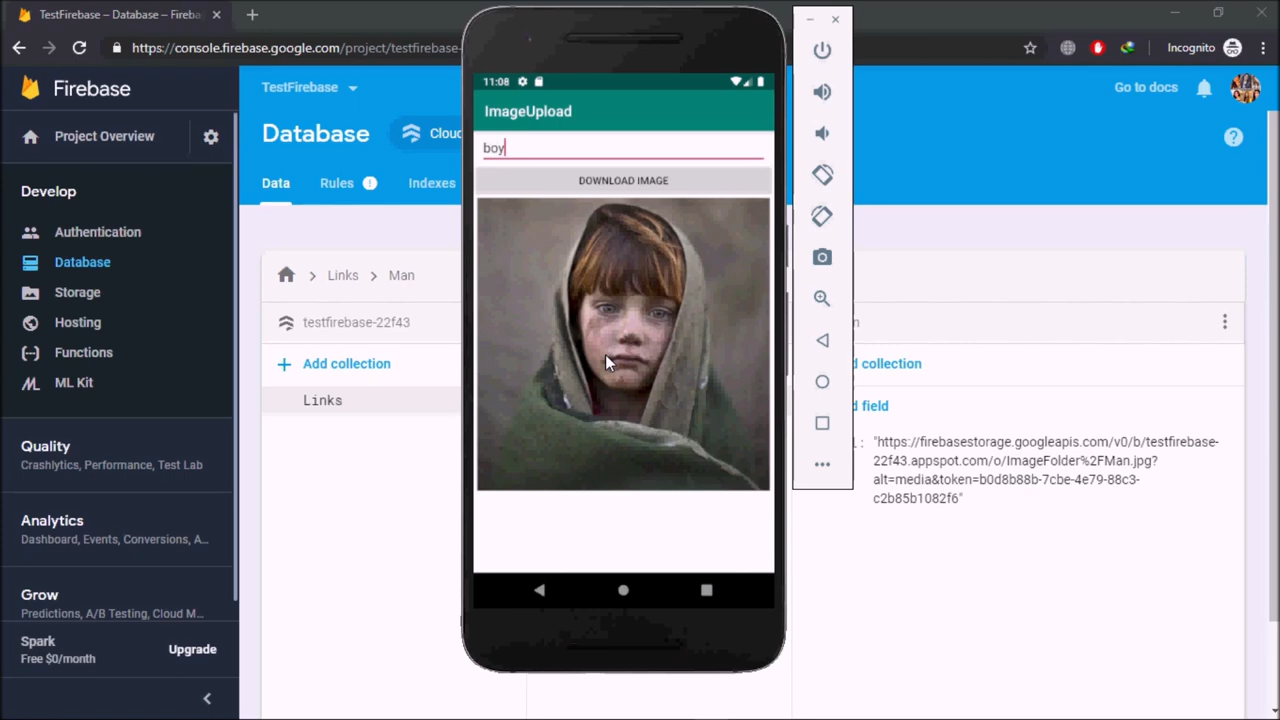 TestFirebase – Database – Fireba
https://console.firebase.google.com/project/testfirebase-
Incognito
Firebase
Project Overview
Develop
Authentication
Database
Storage
Hosting
Functions
ML Kit
Quality
Crashlytics, Performance, Test Lab
Analytics
Dashboard, Events, Conversions, A...
Grow
Predictions, A/B Testing, Cloud M...
Spark
Free $0/month
Upgrade
TestFirebase
Go to docs
Database
Cloud
Data
Rules
Indexes
Links
Man
testfirebase-22f43
Add collection
Links
11:08
ImageUpload
boy
DOWNLOAD IMAGE
d collection
d field
"https://firebasestorage.googleapis.com/v0/b/testfirebase-
22f43.appspot.com/o/ImageFolder%2FMan.jpg?
alt=media&token=b0d8b88b-7cbe-4e79-88c3-
c2b85b1082f6"